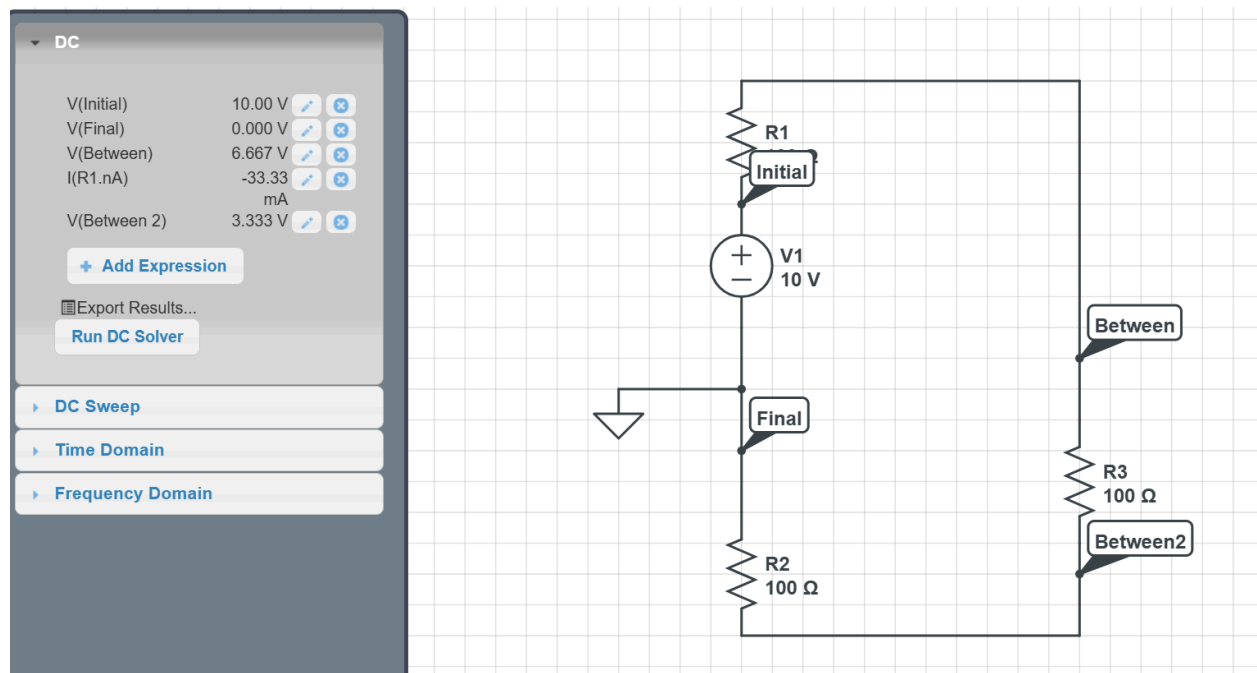 DC
V(Initial) 10.00 V
V(Final) 0.000 V
V(Between) 6.667 V
I(R1.nA) -33.33
mA
V(Between 2) 3.333 V
+ Add Expression
Export Results...
Run DC Solver
DC Sweep
Time Domain
Frequency Domain
R1
Ω
Initial
+
V1
−
10 V
Between
Final
R3
100 Ω
Between2
R2
100 Ω